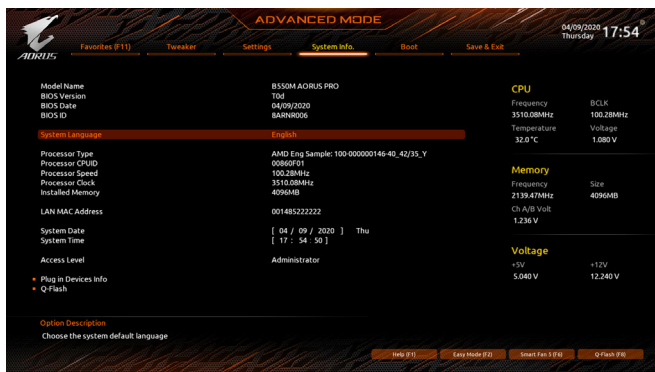 ADVANCED MODE
04/09/2020 Thursday 17:54
AORUS
Favorites (F11) Tweaker Settings System Info. Boot Save & Exit
Model Name B550M AORUS PRO
BIOS Version T0d
BIOS Date 04/09/2020
BIOS ID 8ARNR006
System Language English
Processor Type AMD Eng Sample: 100-000000146-40_42/35_Y
Processor CPUID 00860F01
Processor Speed 100.28MHz
Processor Clock 3510.08MHz
Installed Memory 4096MB
LAN MAC Address 001485222222
System Date [ 04 / 09 / 2020 ] Thu
System Time [ 17 : 54 : 50 ]
Access Level Administrator
Plug in Devices Info
Q-Flash
CPU
Frequency BCLK
3510.08MHz 100.28MHz
Temperature Voltage
32.0 °C 1.080 V
Memory
Frequency Size
2139.47MHz 4096MB
Ch A/B Volt
1.236 V
Voltage
+5V +12V
5.040 V 12.240 V
Option Description
Choose the system default language
Help (F1) Easy Mode (F2) Smart Fan 5 (F6) Q-Flash (F8)